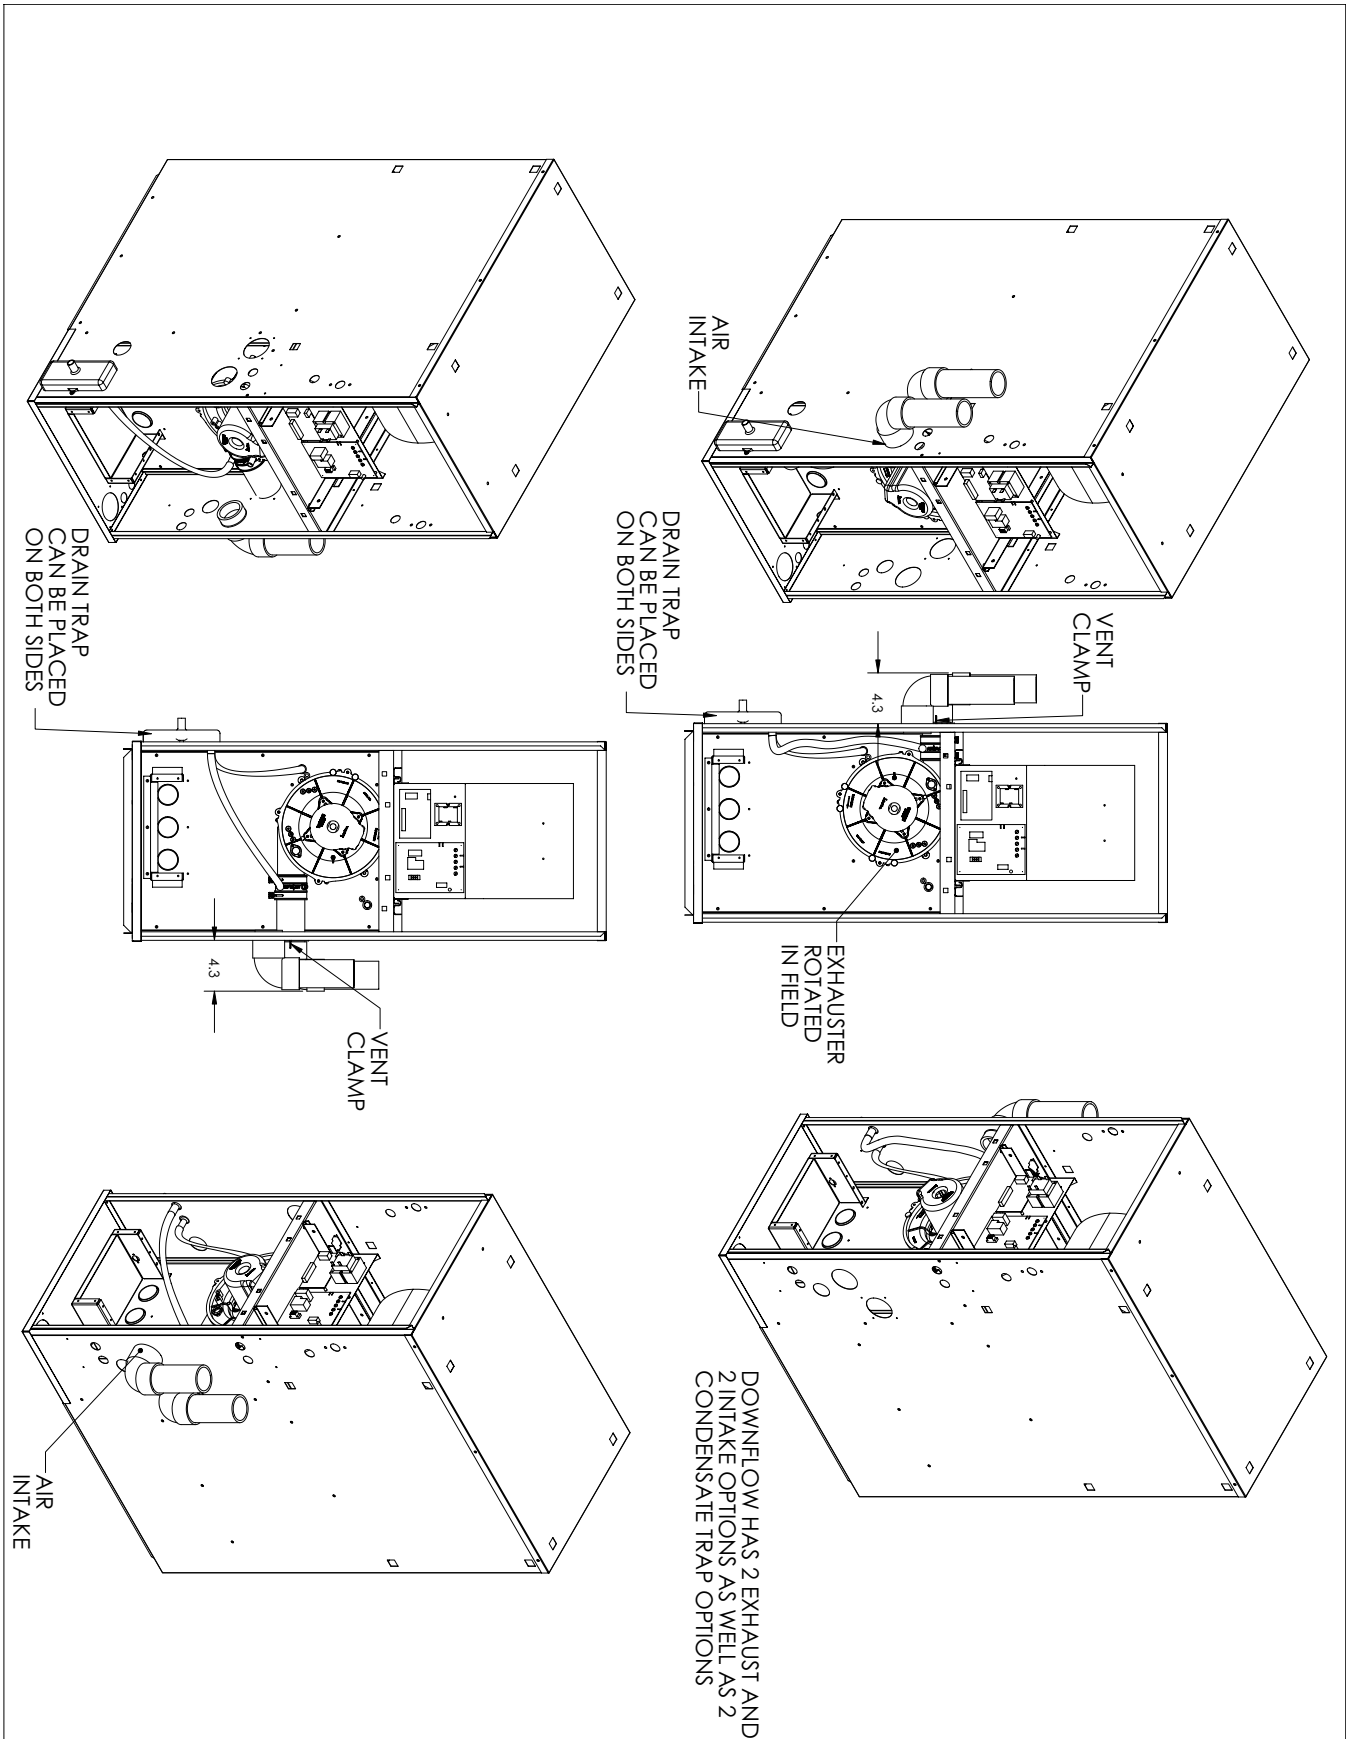 AIR
INTAKE
VENT
CLAMP
4.3
DRAIN TRAP
CAN BE PLACED
ON BOTH SIDES
EXHAUSTER
ROTATED
IN FIELD
DOWNFLOW HAS 2 EXHAUST AND
2 INTAKE OPTIONS AS WELL AS 2
CONDENSATE TRAP OPTIONS
DRAIN TRAP
CAN BE PLACED
ON BOTH SIDES
4.3
VENT
CLAMP
AIR
INTAKE